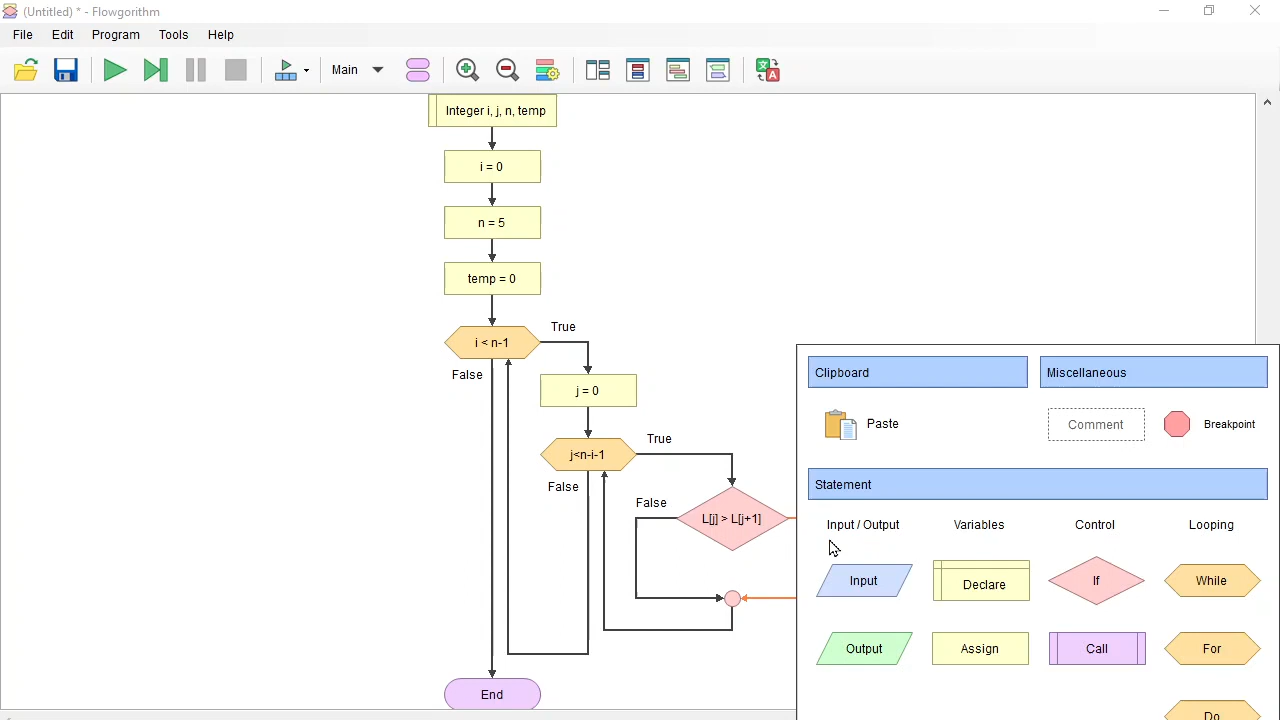 (Untitled) * - Flowgorithm
File Edit Program Tools Help
Main
Integer i, j, n, temp
i = 0
n = 5
temp = 0
True
i < n-1
False
j = 0
True
j<n-i-1
False
False
L[j] > L[j+1]
End
Clipboard
Miscellaneous
Paste
Comment
Breakpoint
Statement
Input / Output
Variables
Control
Looping
Input
Declare
If
While
Output
Assign
Call
For
Do